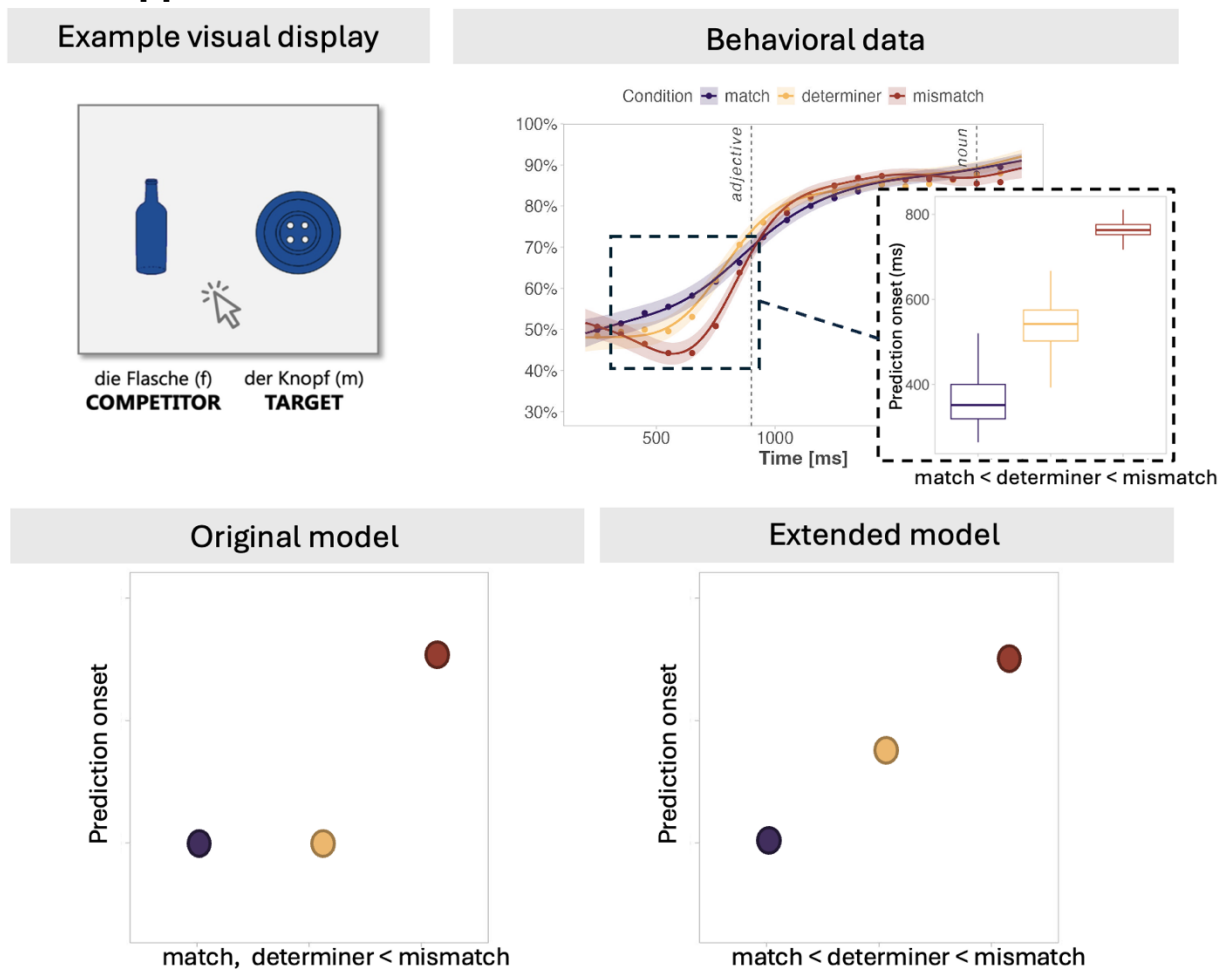 Example visual display
Behavioral data
Condition match determiner mismatch
100%
90%
80%
70%
60%
50%
40%
30%
adjective
noun
500
1000
Time [ms]
800
600
400
Prediction onset (ms)
match < determiner < mismatch
die Flasche (f)
COMPETITOR
der Knopf (m)
TARGET
Original model
Prediction onset
match, determiner < mismatch
Extended model
Prediction onset
match < determiner < mismatch